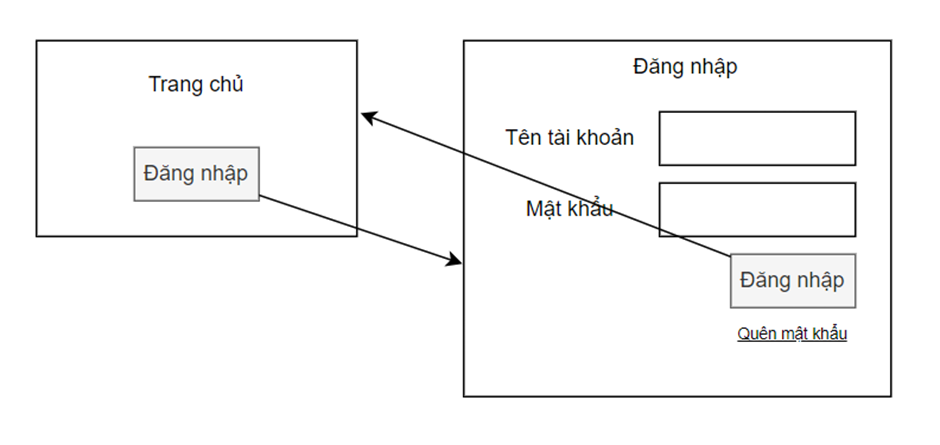 Trang chủ
Đăng nhập
Đăng nhập
Tên tài khoản
Mật khẩu
Đăng nhập
Quên mật khẩu